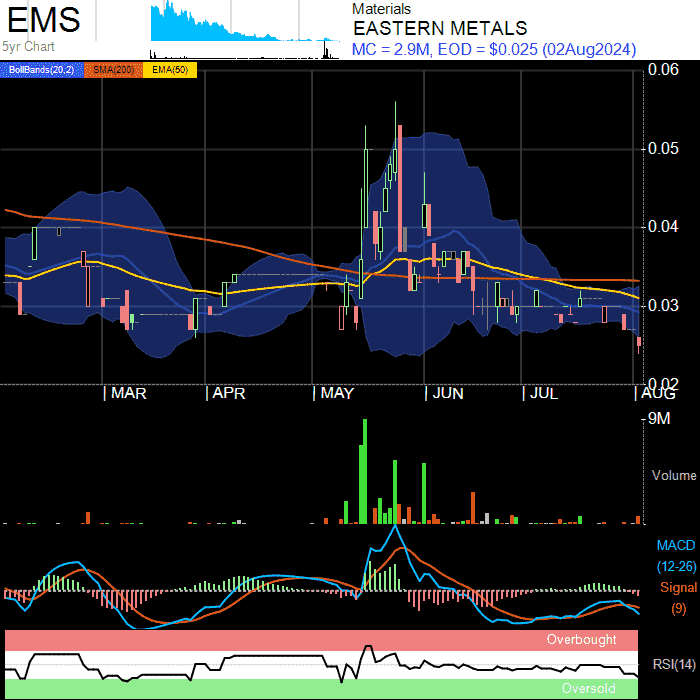 EMS
5yr Chart
Materials
EASTERN METALS
MC = 2.9M, EOD = $0.025 (02Aug2024)
BollBands(20,2) SMA(200) EMA(50)
0.06
0.05
0.04
0.03
0.02
MAR APR MAY JUN JUL AUG
9M
Volume
MACD
(12-26)
Signal
(9)
Overbought
RSI(14)
Oversold